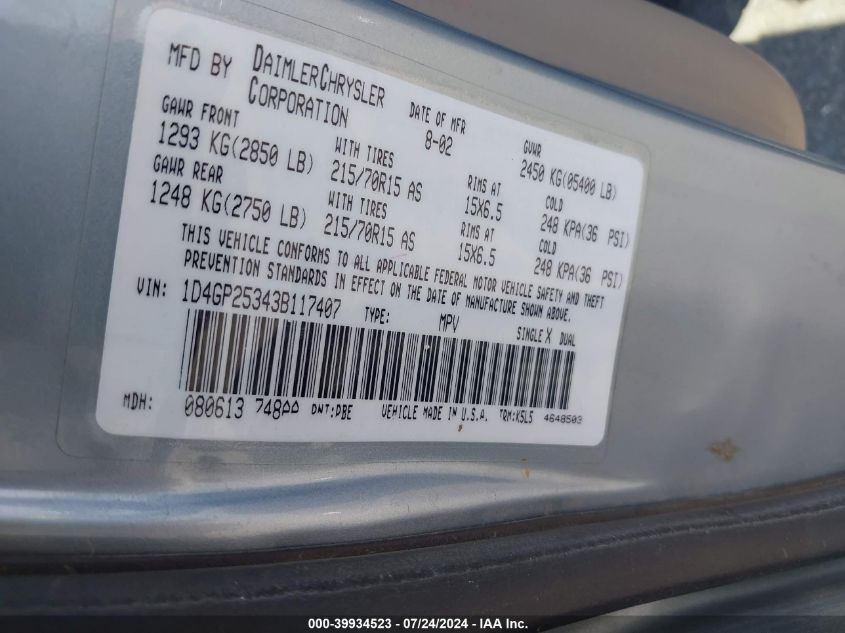 MFD BY DAIMLERCHRYSLER CORPORATION DATE OF MFR 8-02 GVWR 2450 KG(05400 LB)
GAWR FRONT WITH TIRES RIMS AT COLD
1293 KG(2850 LB) 215/70R15 AS 15X6.5 248 KPA(36 PSI)
GAWR REAR WITH TIRES RIMS AT COLD
1248 KG(2750 LB) 215/70R15 AS 15X6.5 248 KPA(36 PSI)
THIS VEHICLE CONFORMS TO ALL APPLICABLE FEDERAL MOTOR VEHICLE SAFETY AND THEFT
PREVENTION STANDARDS IN EFFECT ON THE DATE OF MANUFACTURE SHOWN ABOVE.
VIN: 1D4GP25343B117407 TYPE: MPV SINGLE X DUAL
MDH: 080613 748AA PNT:PBE VEHICLE MADE IN U.S.A. TRM:K5L5 4648503
000-39934523 / 07/24/2024 - IAA Inc.